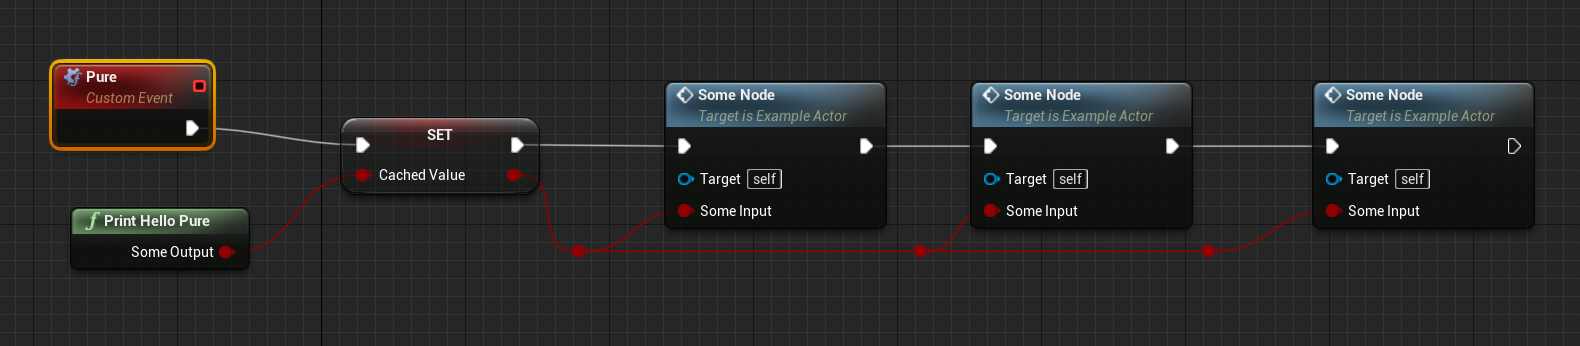 Pure
Custom Event
SET
Cached Value
Print Hello Pure
Some Output
Some Node
Target is Example Actor
Target self
Some Input
Some Node
Target is Example Actor
Target self
Some Input
Some Node
Target is Example Actor
Target self
Some Input